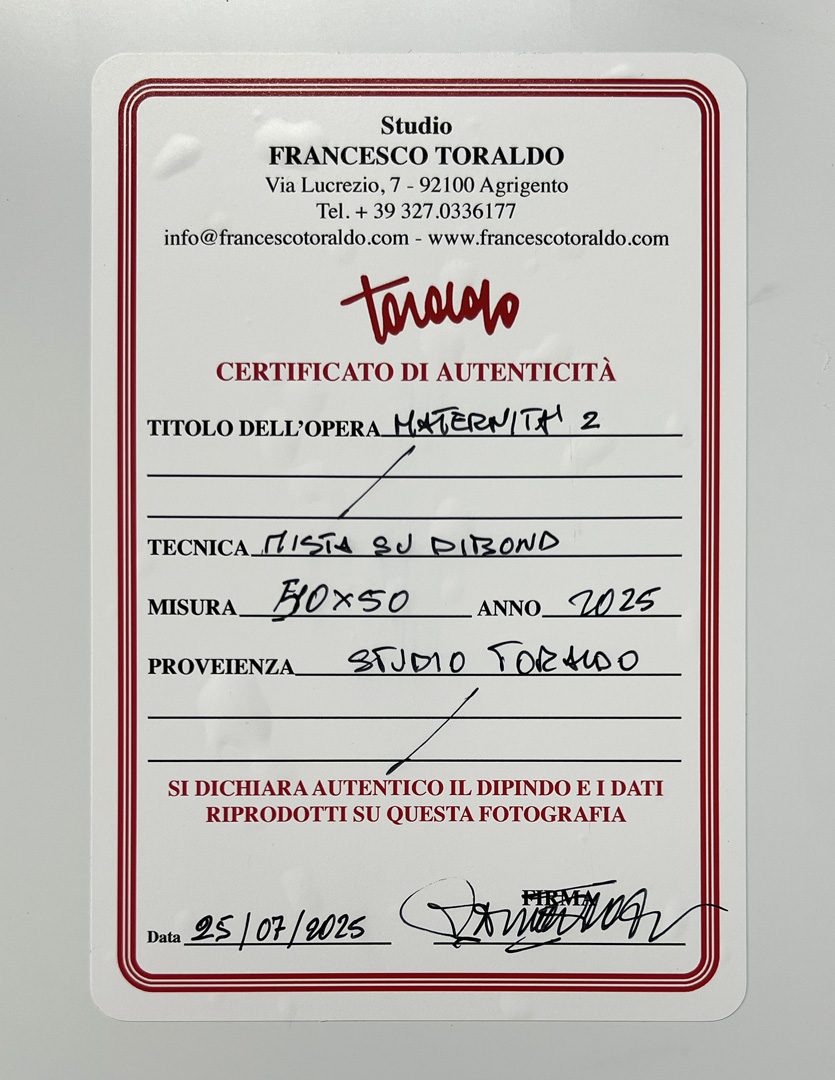 Studio
FRANCESCO TORALDO
Via Lucrezio, 7 - 92100 Agrigento
Tel. + 39 327.0336177
info@francescotoraldo.com - www.francescotoraldo.com
toraldo
CERTIFICATO DI AUTENTICITÀ
TITOLO DELL'OPERA MATERNITA' 2
TECNICA MISTA SU DIBOND
MISURA 50x50 ANNO 2025
PROVEIENZA STUDIO TORALDO
SI DICHIARA AUTENTICO IL DIPINDO E I DATI
RIPRODOTTI SU QUESTA FOTOGRAFIA
FIRMA
Data 25/07/2025